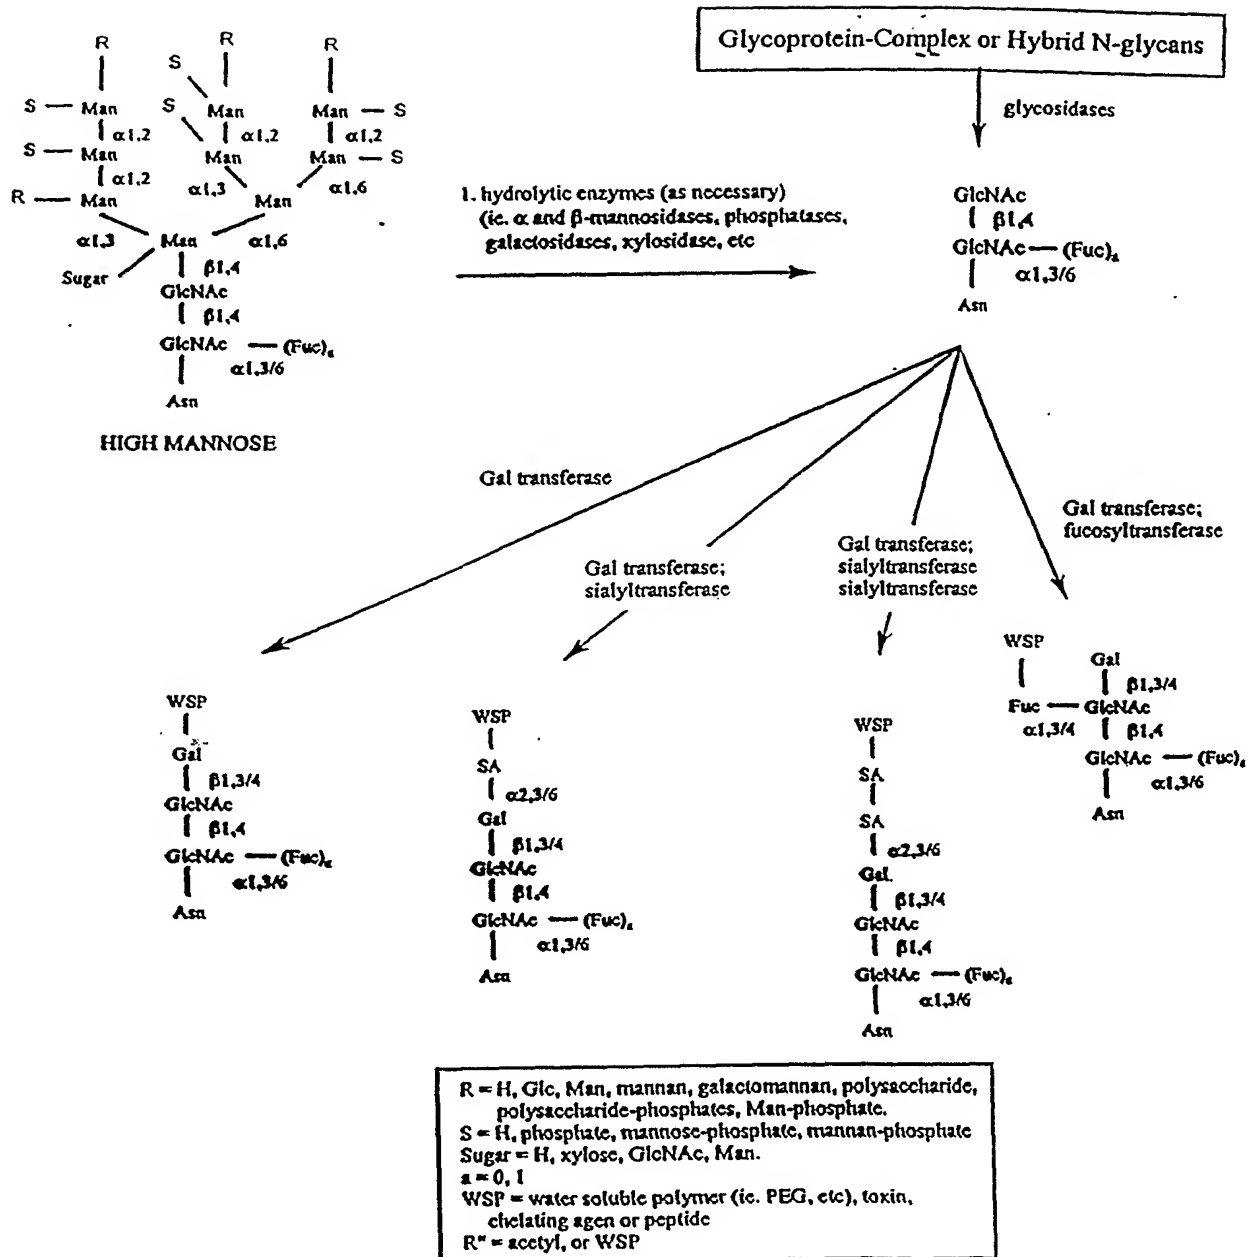 Glycoprotein-Complex or Hybrid N-glycans
glycosidases
R
R
R
S
S — Man
S
Man
Man — S
α1,2
α1,2
α1,2
S — Man
Man
Man — S
α1,2
α1,3
α1,6
R — Man
Man
α1,3
Man
α1,6
Sugar
β1,4
GlcNAc
β1,4
GlcNAc — (Fuc)a
α1,3/6
Asn
HIGH MANNOSE
1. hydrolytic enzymes (as necessary)
(ie. α and β-mannosidases, phosphatases,
galactosidases, xylosidase, etc
GlcNAc
β1,4
GlcNAc — (Fuc)a
α1,3/6
Asn
Gal transferase
Gal transferase;
sialyltransferase
Gal transferase;
sialyltransferase
sialyltransferase
Gal transferase;
fucosyltransferase
WSP
Gal
β1,3/4
GlcNAc
β1,4
GlcNAc — (Fuc)a
α1,3/6
Asn
WSP
SA
α2,3/6
Gal
β1,3/4
GlcNAc
β1,4
GlcNAc — (Fuc)a
α1,3/6
Asn
WSP
SA
SA
α2,3/6
Gal
β1,3/4
GlcNAc
β1,4
GlcNAc — (Fuc)a
α1,3/6
Asn
WSP
Gal
β1,3/4
Fuc — GlcNAc
α1,3/4
β1,4
GlcNAc — (Fuc)a
α1,3/6
Asn
R = H, Glc, Man, mannan, galactomannan, polysaccharide,
polysaccharide-phosphates, Man-phosphate.
S = H, phosphate, mannose-phosphate, mannan-phosphate
Sugar = H, xylose, GlcNAc, Man.
a = 0, 1
WSP = water soluble polymer (ie. PEG, etc), toxin,
chelating agen or peptide
R" = acetyl, or WSP